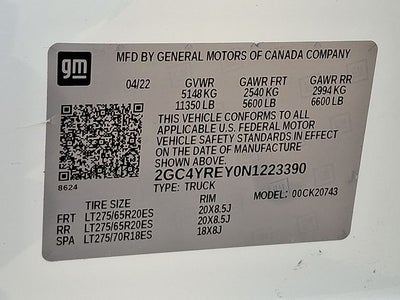 gm
MFD BY GENERAL MOTORS OF CANADA COMPANY
04/22 GVWR GAWR FRT GAWR RR
5148 KG 2540 KG 2994 KG
11350 LB 5600 LB 6600 LB
THIS VEHICLE CONFORMS TO ALL
APPLICABLE U.S. FEDERAL MOTOR
VEHICLE SAFETY STANDARDS IN EFFECT
ON THE DATE OF MANUFACTURE
SHOWN ABOVE.
2GC4YREY0N1223390
8624 TYPE: TRUCK MODEL: 00CK20743
TIRE SIZE RIM
FRT LT275/65R20ES 20X8.5J
RR LT275/65R20ES 20X8.5J
SPA LT275/70R18ES 18X8J